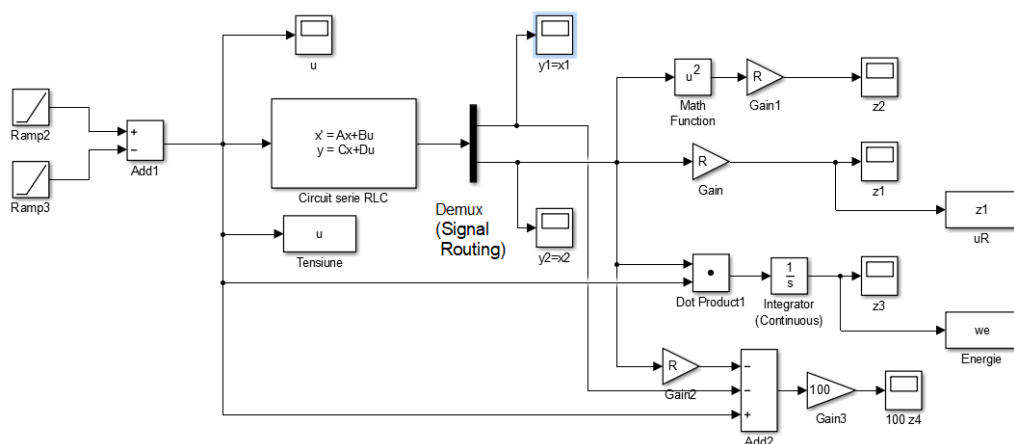 u
y1=x1
Ramp2
+
−
Add1
Ramp3
x' = Ax+Bu
y = Cx+Du
Circuit serie RLC
Demux
(Signal
Routing)
u
Tensiune
y2=x2
u²
Math
Function
R
Gain1
z2
R
Gain
z1
z1
uR
Dot Product1
1
s
Integrator
(Continuous)
z3
we
Energie
R
Gain2
−
−
+
Add2
100
Gain3
100 z4